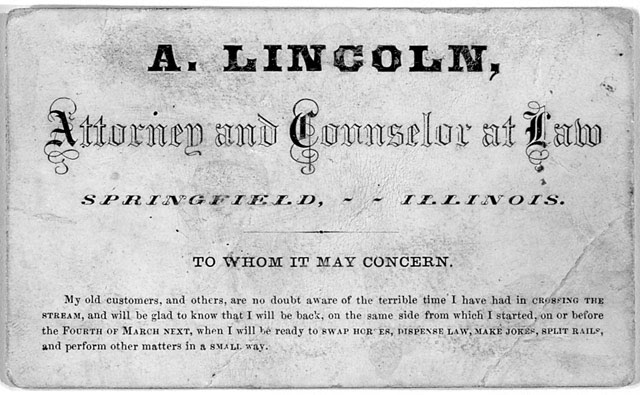 A. LINCOLN,
Attorney and Counselor at Law
SPRINGFIELD, ~ ~ ILLINOIS.
TO WHOM IT MAY CONCERN.
My old customers, and others, are no doubt aware of the terrible time I have had in CROSSING THE
STREAM, and will be glad to know that I will be back, on the same side from which I started, on or before
the FOURTH OF MARCH NEXT, when I will be ready to SWAP HORSES, DISPENSE LAW, MAKE JOKES, SPLIT RAILS,
and perform other matters in a SMALL way.